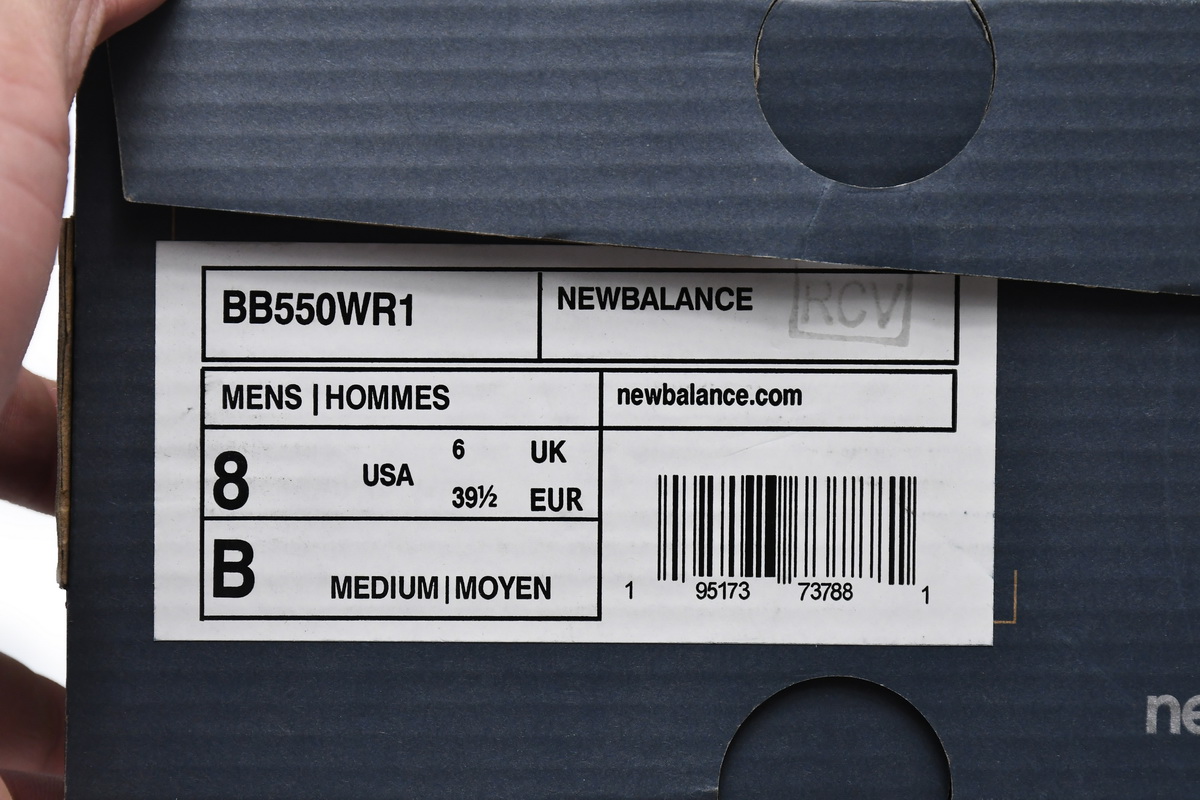 BB550WR1
NEWBALANCE
RCV
MENS | HOMMES
newbalance.com
8 USA 6 UK
39½ EUR
B MEDIUM | MOYEN
1 95173 73788 1
ne